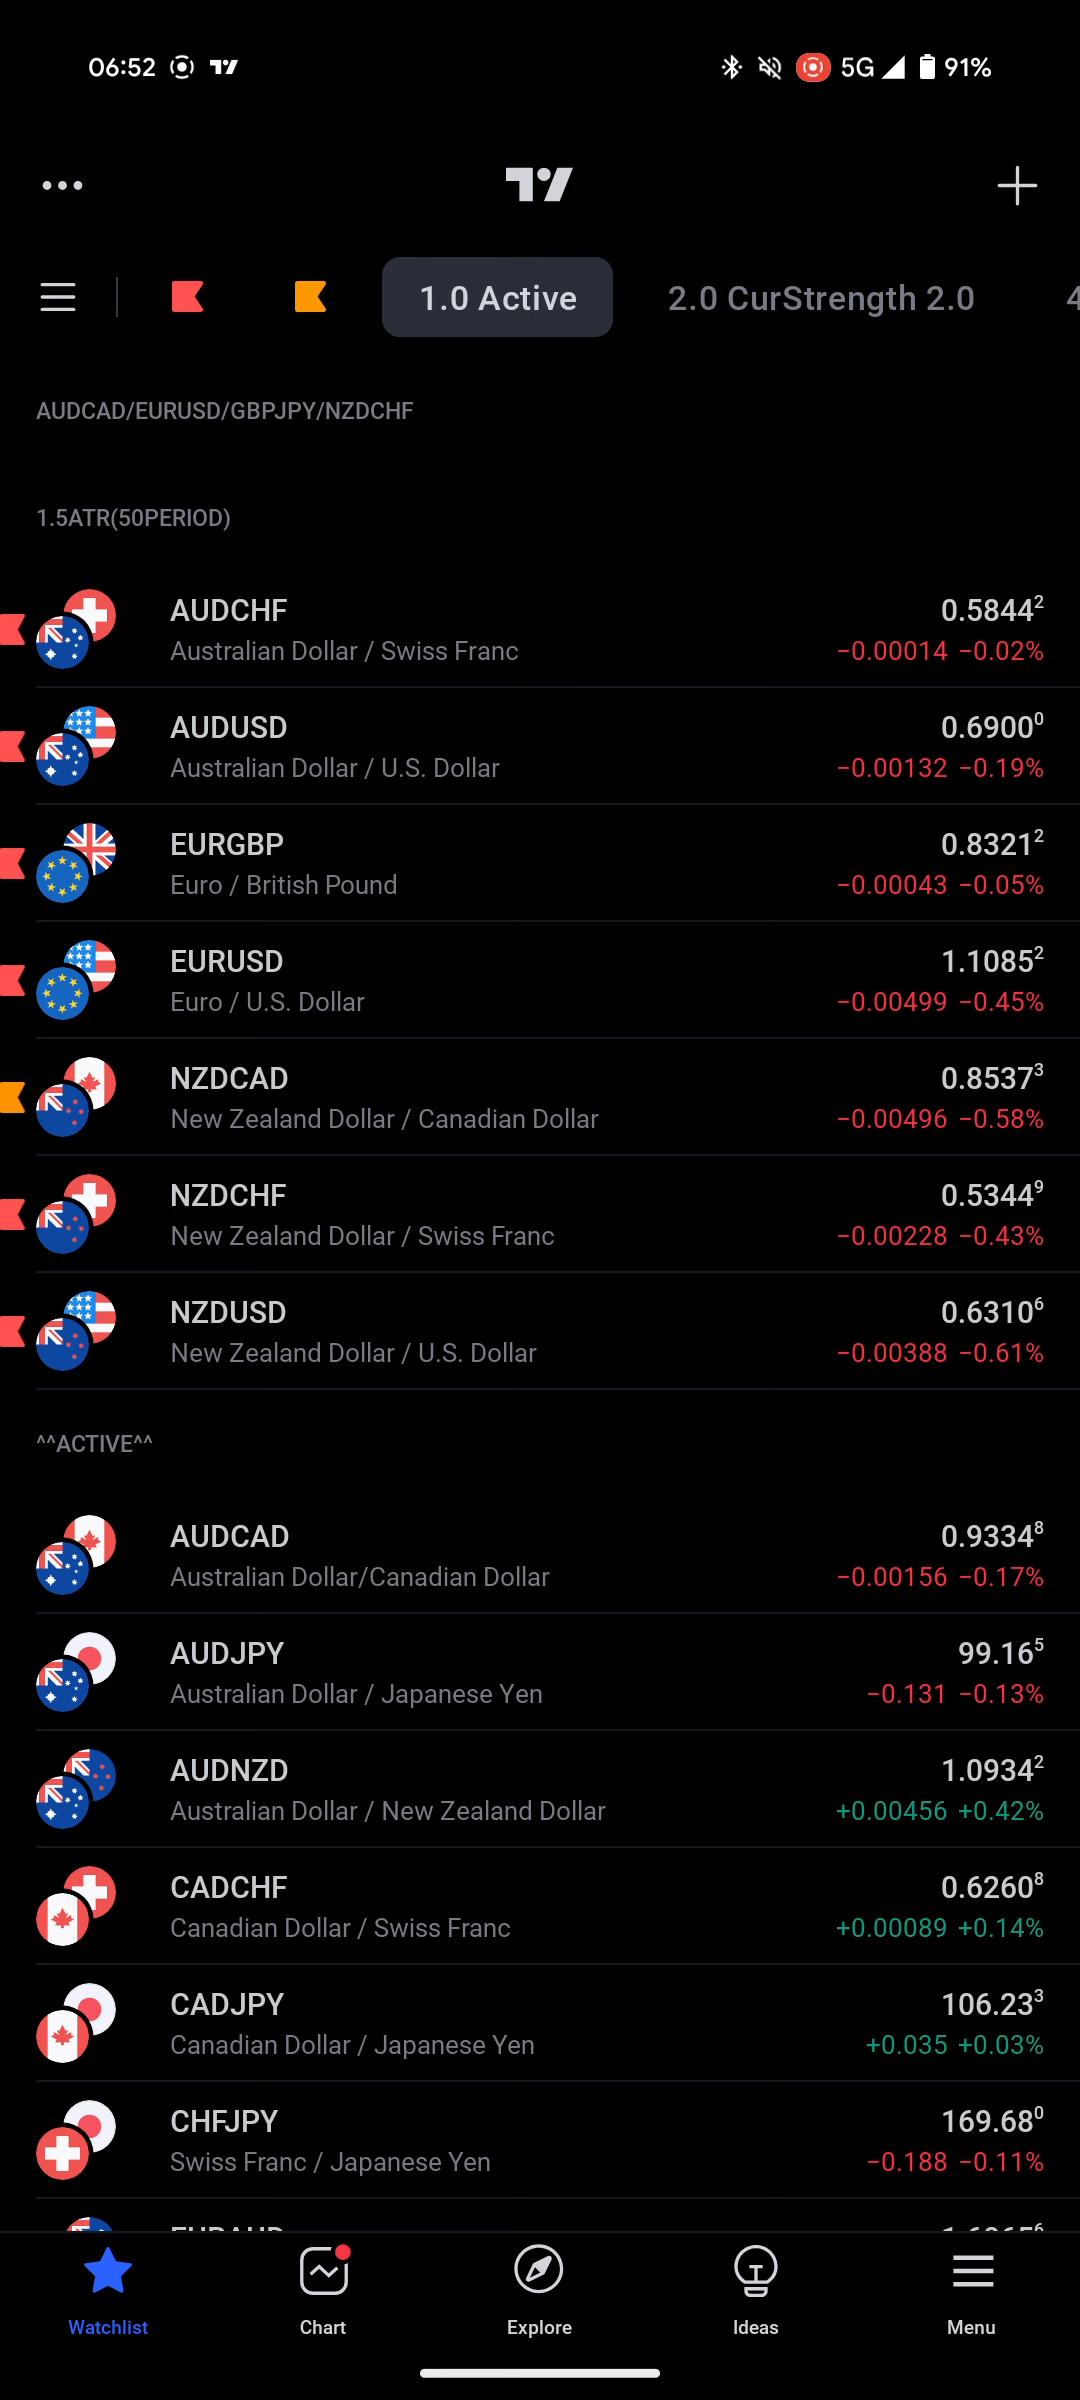 06:52
5G 91%
1.0 Active
2.0 CurStrength 2.0
4
AUDCAD/EURUSD/GBPJPY/NZDCHF
1.5ATR(50PERIOD)
AUDCHF 0.58442
Australian Dollar / Swiss Franc −0.00014 −0.02%
AUDUSD 0.69000
Australian Dollar / U.S. Dollar −0.00132 −0.19%
EURGBP 0.83212
Euro / British Pound −0.00043 −0.05%
EURUSD 1.10852
Euro / U.S. Dollar −0.00499 −0.45%
NZDCAD 0.85373
New Zealand Dollar / Canadian Dollar −0.00496 −0.58%
NZDCHF 0.53449
New Zealand Dollar / Swiss Franc −0.00228 −0.43%
NZDUSD 0.63106
New Zealand Dollar / U.S. Dollar −0.00388 −0.61%
^^ACTIVE^^
AUDCAD 0.93348
Australian Dollar/Canadian Dollar −0.00156 −0.17%
AUDJPY 99.165
Australian Dollar / Japanese Yen −0.131 −0.13%
AUDNZD 1.09342
Australian Dollar / New Zealand Dollar +0.00456 +0.42%
CADCHF 0.62608
Canadian Dollar / Swiss Franc +0.00089 +0.14%
CADJPY 106.233
Canadian Dollar / Japanese Yen +0.035 +0.03%
CHFJPY 169.680
Swiss Franc / Japanese Yen −0.188 −0.11%
Watchlist
Chart
Explore
Ideas
Menu